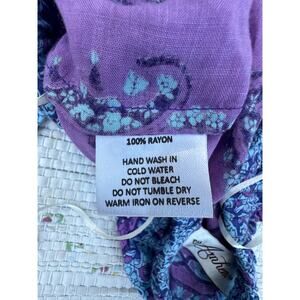 100% RAYON
HAND WASH IN
COLD WATER
DO NOT BLEACH
DO NOT TUMBLE DRY
WARM IRON ON REVERSE